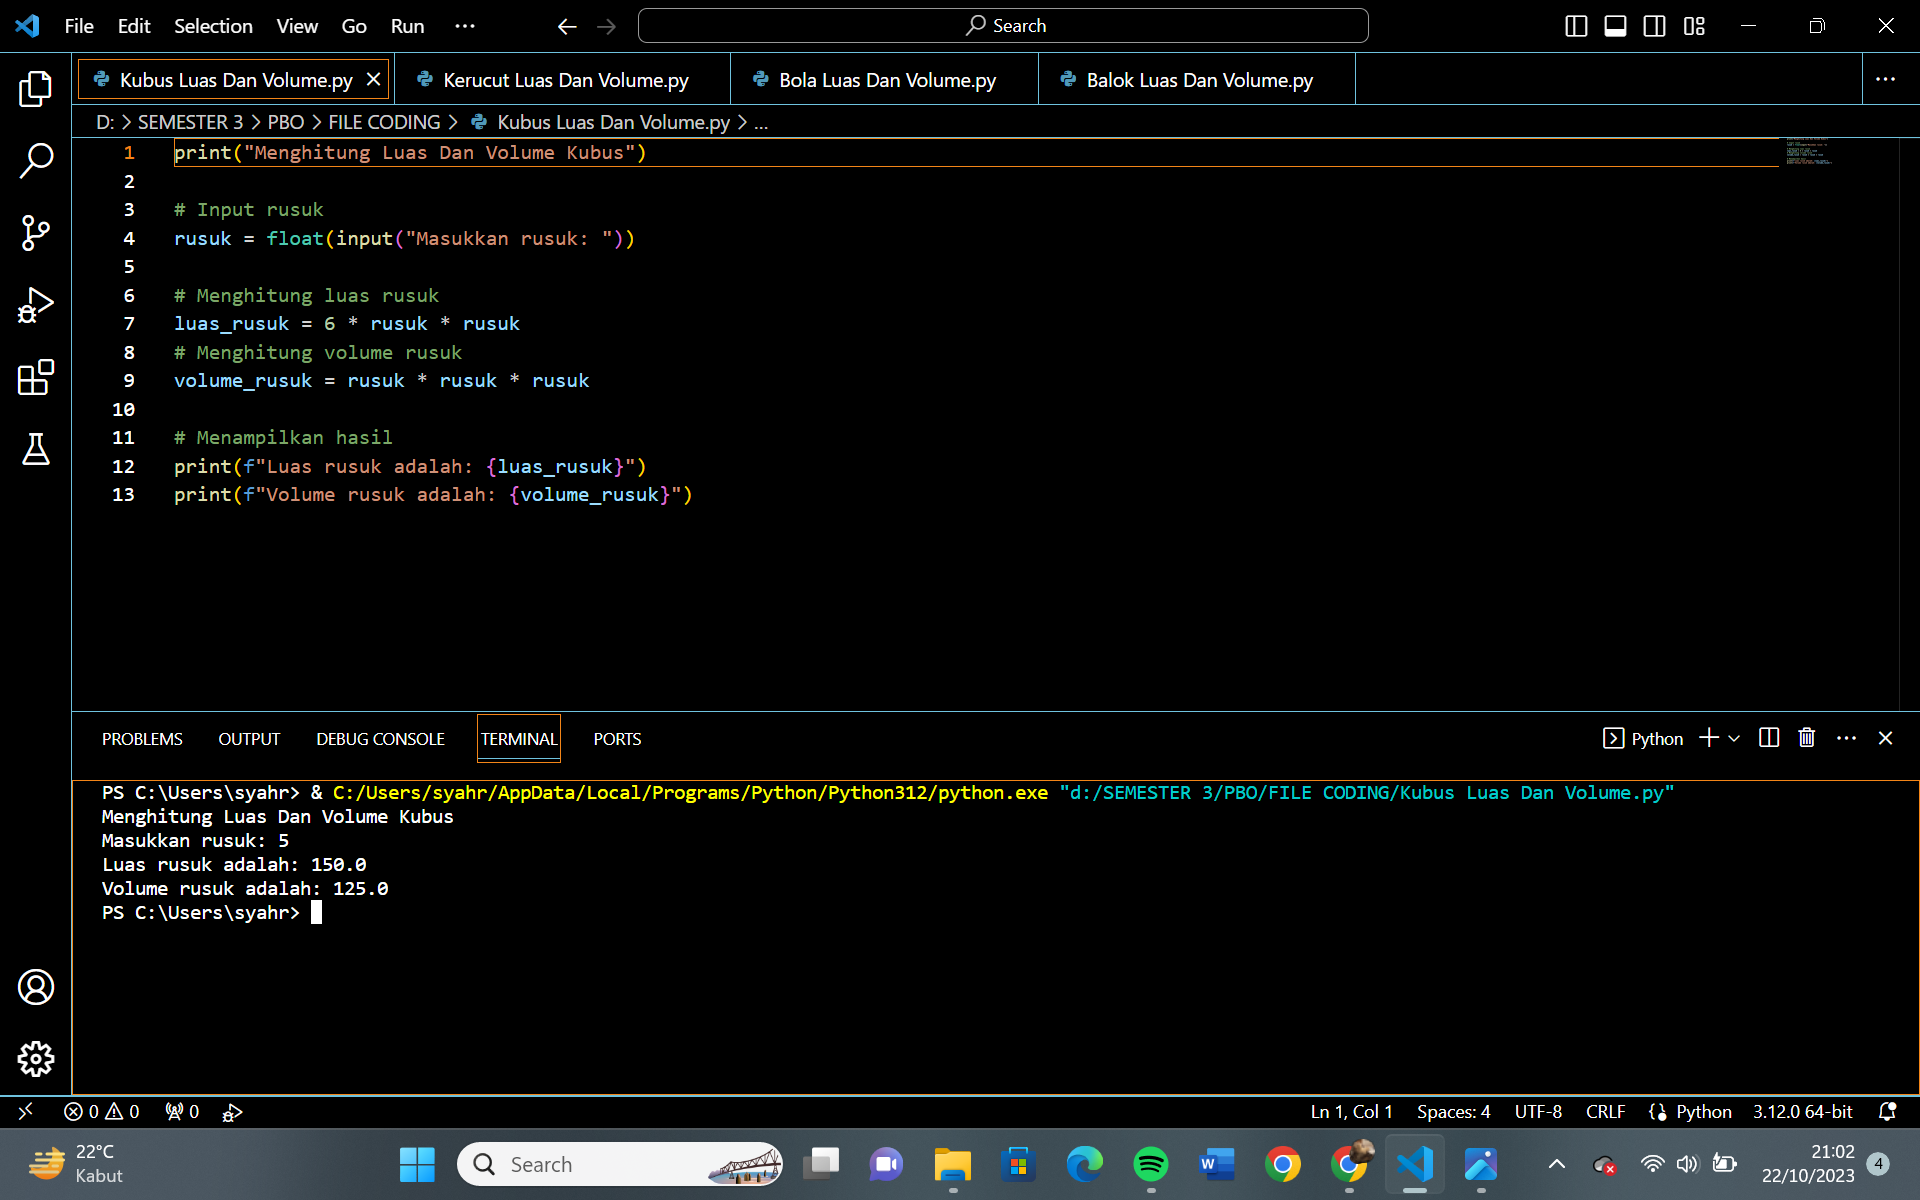 File Edit Selection View Go Run ··· Search
Kubus Luas Dan Volume.py Kerucut Luas Dan Volume.py Bola Luas Dan Volume.py Balok Luas Dan Volume.py
D: > SEMESTER 3 > PBO > FILE CODING > Kubus Luas Dan Volume.py > ...
1 print("Menghitung Luas Dan Volume Kubus")
2
3 # Input rusuk
4 rusuk = float(input("Masukkan rusuk: "))
5
6 # Menghitung luas rusuk
7 luas_rusuk = 6 * rusuk * rusuk
8 # Menghitung volume rusuk
9 volume_rusuk = rusuk * rusuk * rusuk
10
11 # Menampilkan hasil
12 print(f"Luas rusuk adalah: {luas_rusuk}")
13 print(f"Volume rusuk adalah: {volume_rusuk}")
PROBLEMS OUTPUT DEBUG CONSOLE TERMINAL PORTS Python
PS C:\Users\syahr> & C:/Users/syahr/AppData/Local/Programs/Python/Python312/python.exe "d:/SEMESTER 3/PBO/FILE CODING/Kubus Luas Dan Volume.py"
Menghitung Luas Dan Volume Kubus
Masukkan rusuk: 5
Luas rusuk adalah: 150.0
Volume rusuk adalah: 125.0
PS C:\Users\syahr>
0 0 0 Ln 1, Col 1 Spaces: 4 UTF-8 CRLF Python 3.12.0 64-bit
22°C
Kabut
Search
21:02
22/10/2023
4